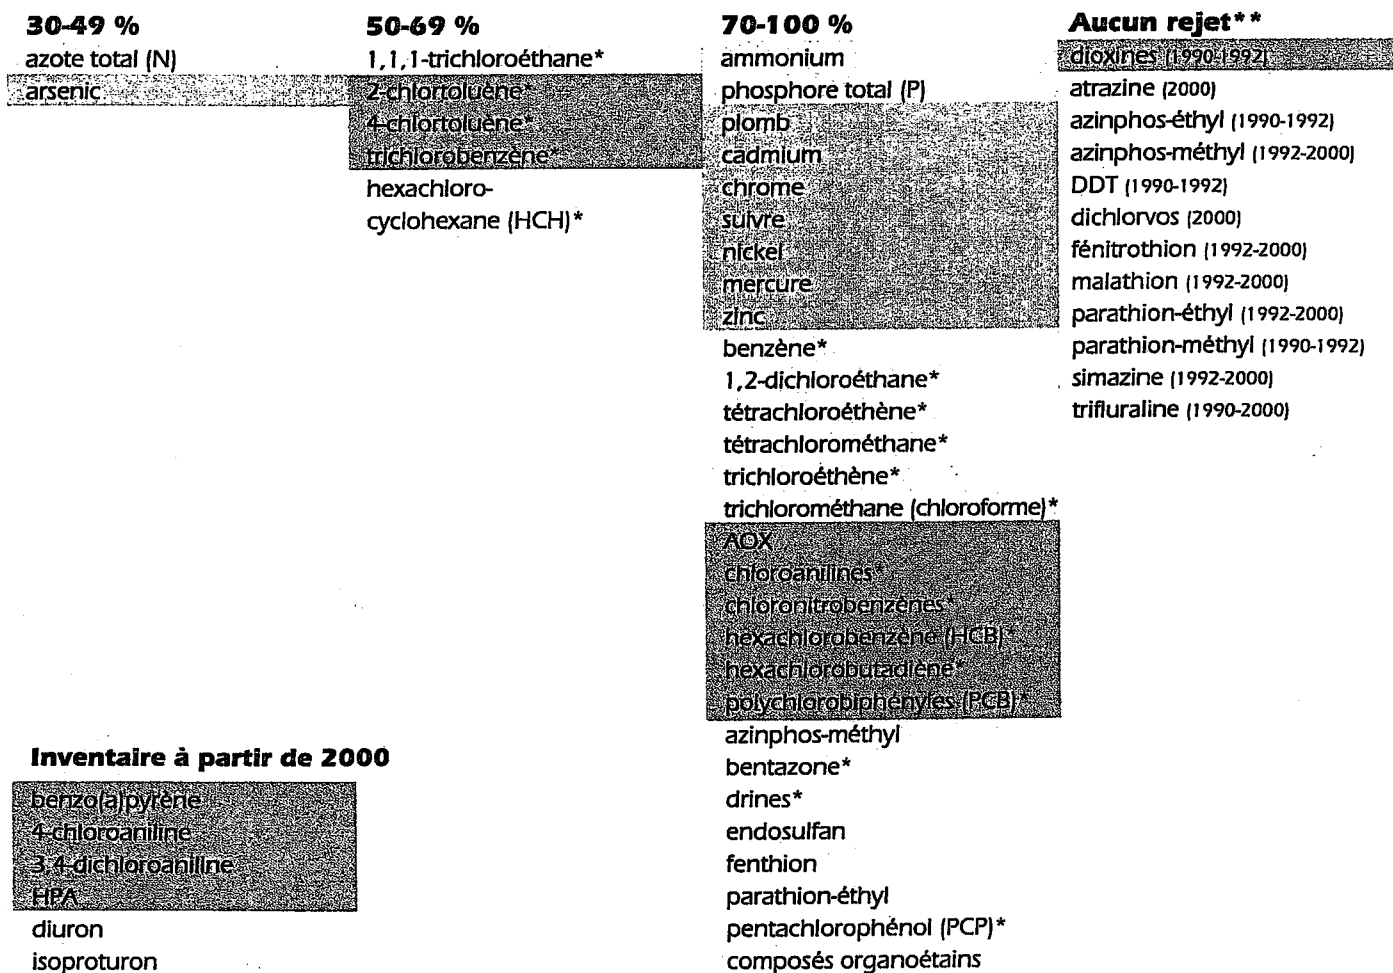 30-49 %
azote total (N)
arsenic
50-69 %
1,1,1-trichloroéthane*
2-chlortoluène*
4-chlortoluène*
trichlorobenzène*
hexachloro-
cyclohexane (HCH)*
70-100 %
ammonium
phosphore total (P)
plomb
cadmium
chrome
suivre
nickel
mercure
zinc
benzène*
1,2-dichloroéthane*
tétrachloroéthène*
tétrachlorométhane*
trichloroéthène*
trichlorométhane (chloroforme)*
AOX
chloroanilines*
chloronitrobenzènes*
hexachlorobenzène (HCB)*
hexachlorobutadiène*
polychlorobiphényles (PCB)*
azinphos-méthyl
bentazone*
drines*
endosulfan
fenthion
parathion-éthyl
pentachlorophénol (PCP)*
composés organoétains
Aucun rejet**
dioxines (1990-1992)
atrazine (2000)
azinphos-éthyl (1990-1992)
azinphos-méthyl (1992-2000)
DDT (1990-1992)
dichlorvos (2000)
fénitrothion (1992-2000)
malathion (1992-2000)
parathion-éthyl (1992-2000)
parathion-méthyl (1990-1992)
simazine (1992-2000)
trifluraline (1990-2000)
Inventaire à partir de 2000
benzo(a)pyrène
4-chloroaniline
3,4-dichloroaniline
HPA
diuron
isoproturon